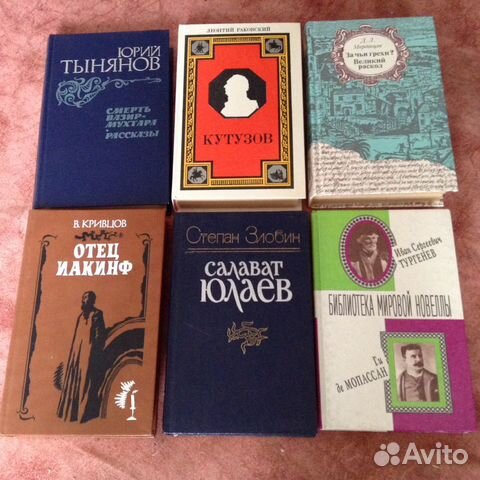 ЮРИЙ
ТЫНЯНОВ
СМЕРТЬ
ВАЗИР-
МУХТАРА
• РАССКАЗЫ
ЛЕОНТИЙ РАКОВСКИЙ
КУТУЗОВ
Д. Л.
Мордовцев
За чьи грехи?
Великий
раскол
В. КРИВЦОВ
ОТЕЦ
ИАКИНФ
Степан Злобин
САЛАВАТ
ЮЛАЕВ
Иван Сергеевич
ТУРГЕНЕВ
БИБЛИОТЕКА МИРОВОЙ НОВЕЛЛЫ
Ги
де МОПАССАН
Avito